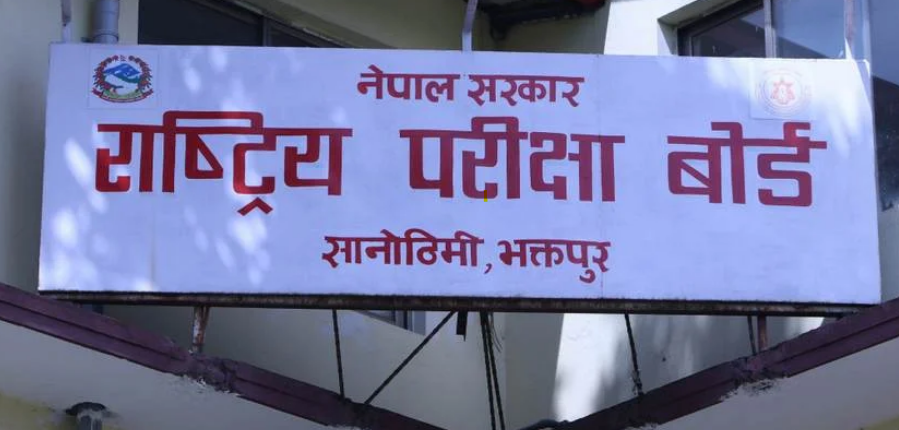 नेपाल सरकार
राष्ट्रिय परीक्षा बोर्ड
सानोठिमी, भक्तपुर